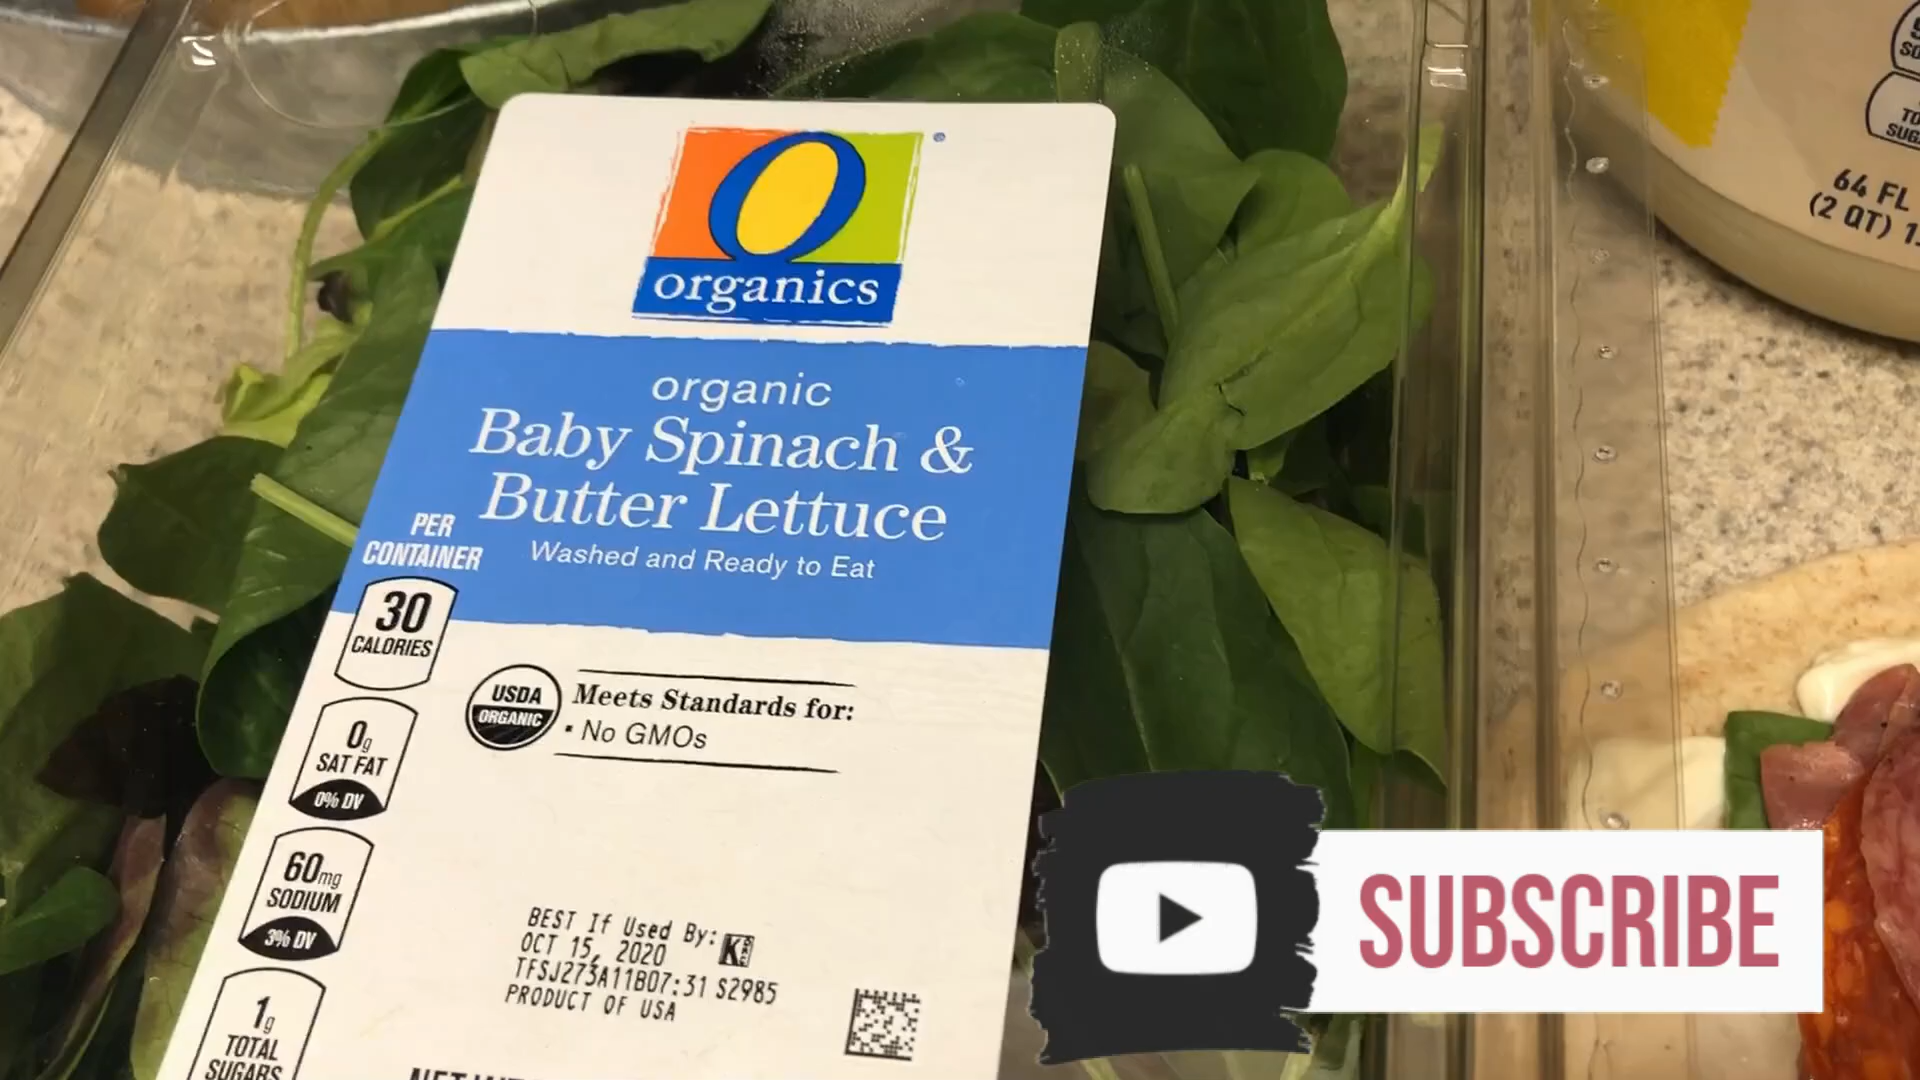 O
organics
organic
Baby Spinach &
Butter Lettuce
Washed and Ready to Eat
PER
CONTAINER
30
CALORIES
0g
SAT FAT
0% DV
60mg
SODIUM
3% DV
1g
TOTAL
SUGARS
USDA
ORGANIC
Meets Standards for:
• No GMOs
BEST If Used By:
OCT 15, 2020
TFSJ273A11B07:31 S2985
PRODUCT OF USA
64 FL
(2 QT)
TO
SUG
SUBSCRIBE